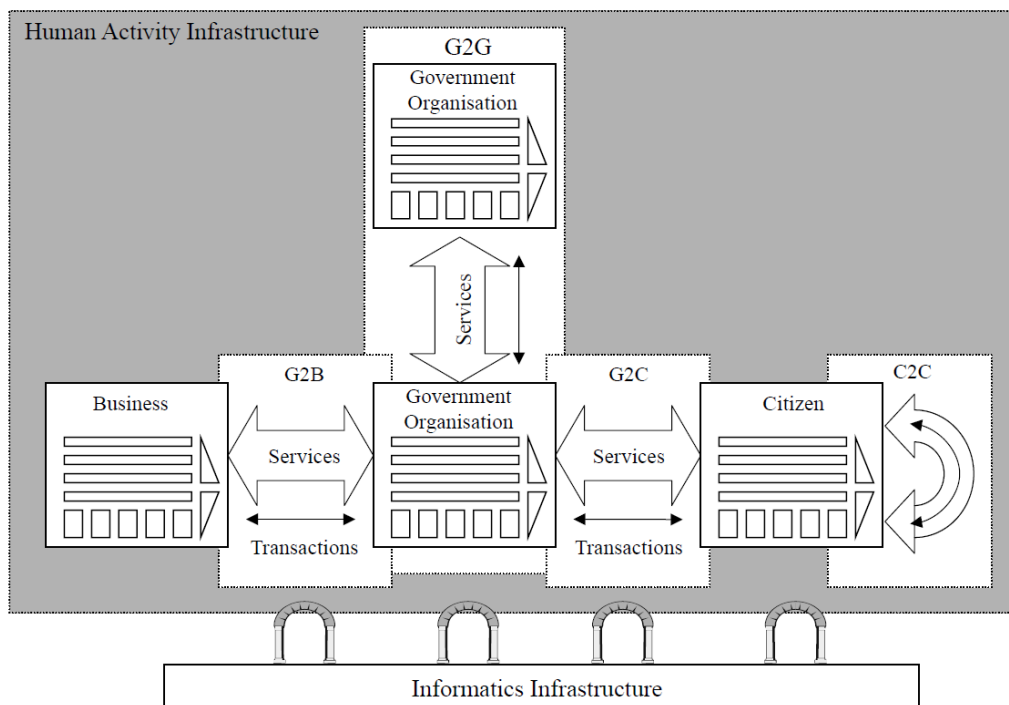 Human Activity Infrastructure
G2G
Government
Organisation
Services
G2B
G2C
C2C
Business
Government
Organisation
Citizen
Services
Services
Transactions
Transactions
Informatics Infrastructure